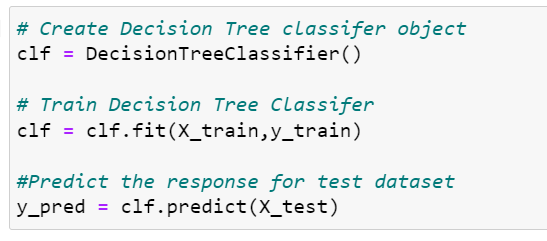 # Create Decision Tree classifer object
clf = DecisionTreeClassifier()
# Train Decision Tree Classifer
clf = clf.fit(X_train,y_train)
#Predict the response for test dataset
y_pred = clf.predict(X_test)